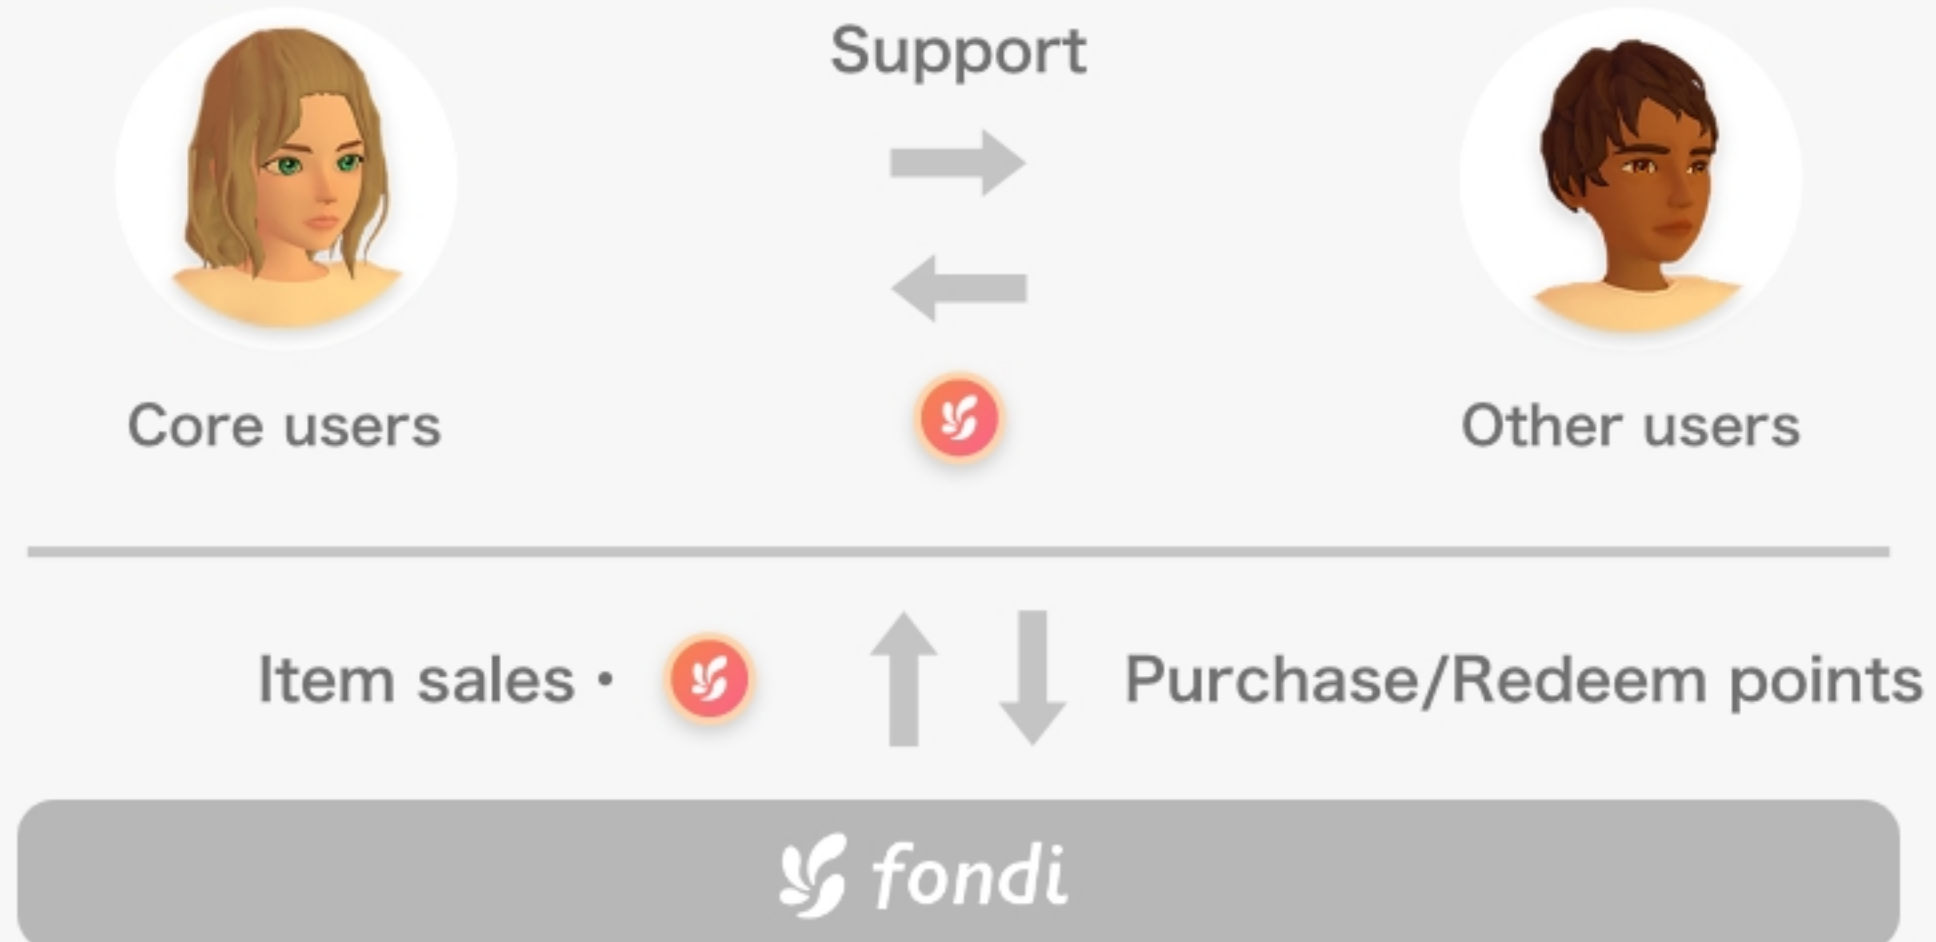 Support
Core users
Other users
Item sales・
Purchase/Redeem points
fondi